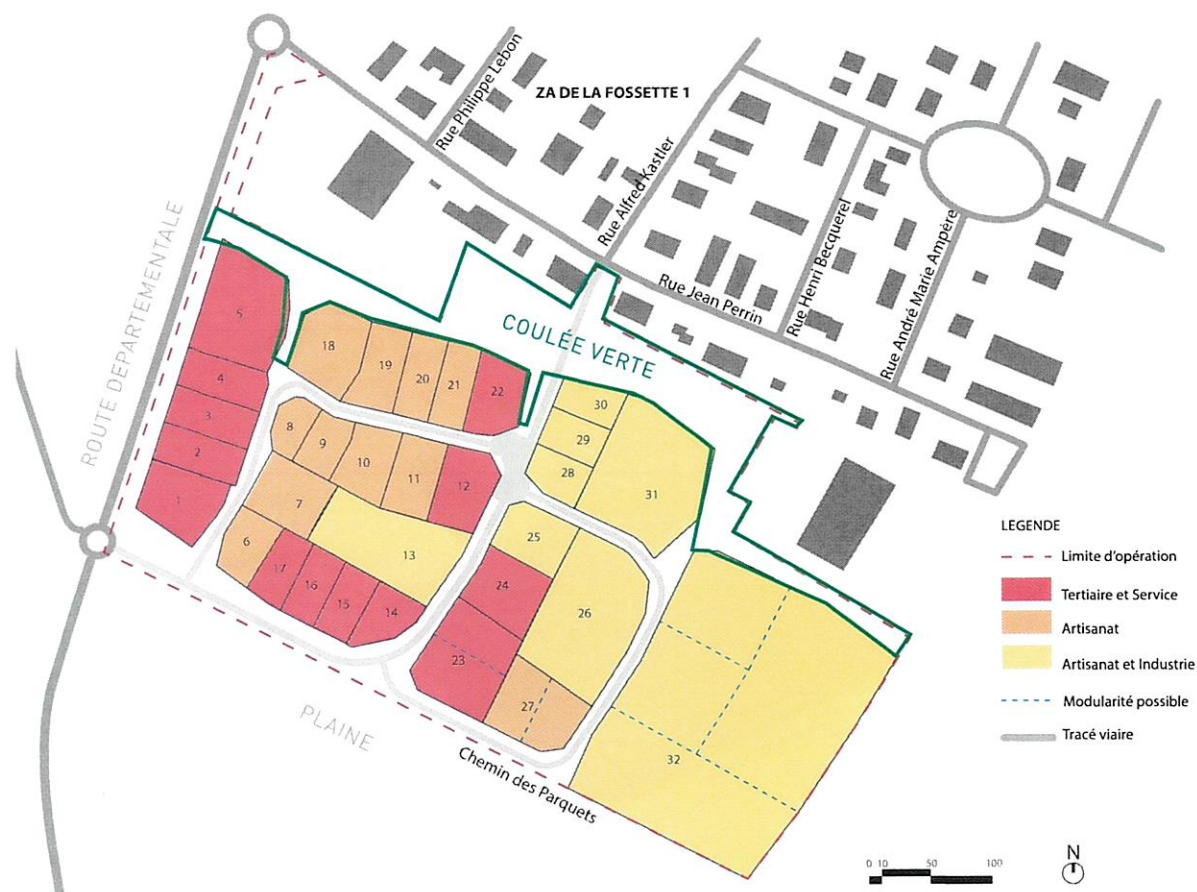 ZA DE LA FOSSETTE 1
Rue Philippe Lebon
Rue Alfred Kastler
Rue Jean Perrin
Rue Henri Becquerel
Rue André Marie Ampère
ROUTE DEPARTEMENTALE
COULÉE VERTE
5
4
3
2
1
18
19
20
21
22
8
9
10
11
12
7
6
13
17
16
15
14
30
29
28
31
25
24
26
23
27
32
PLAINE
Chemin des Parquets
LEGENDE
Limite d'opération
Tertiaire et Service
Artisanat
Artisanat et Industrie
Modularité possible
Tracé viaire
0 10 50 100
N